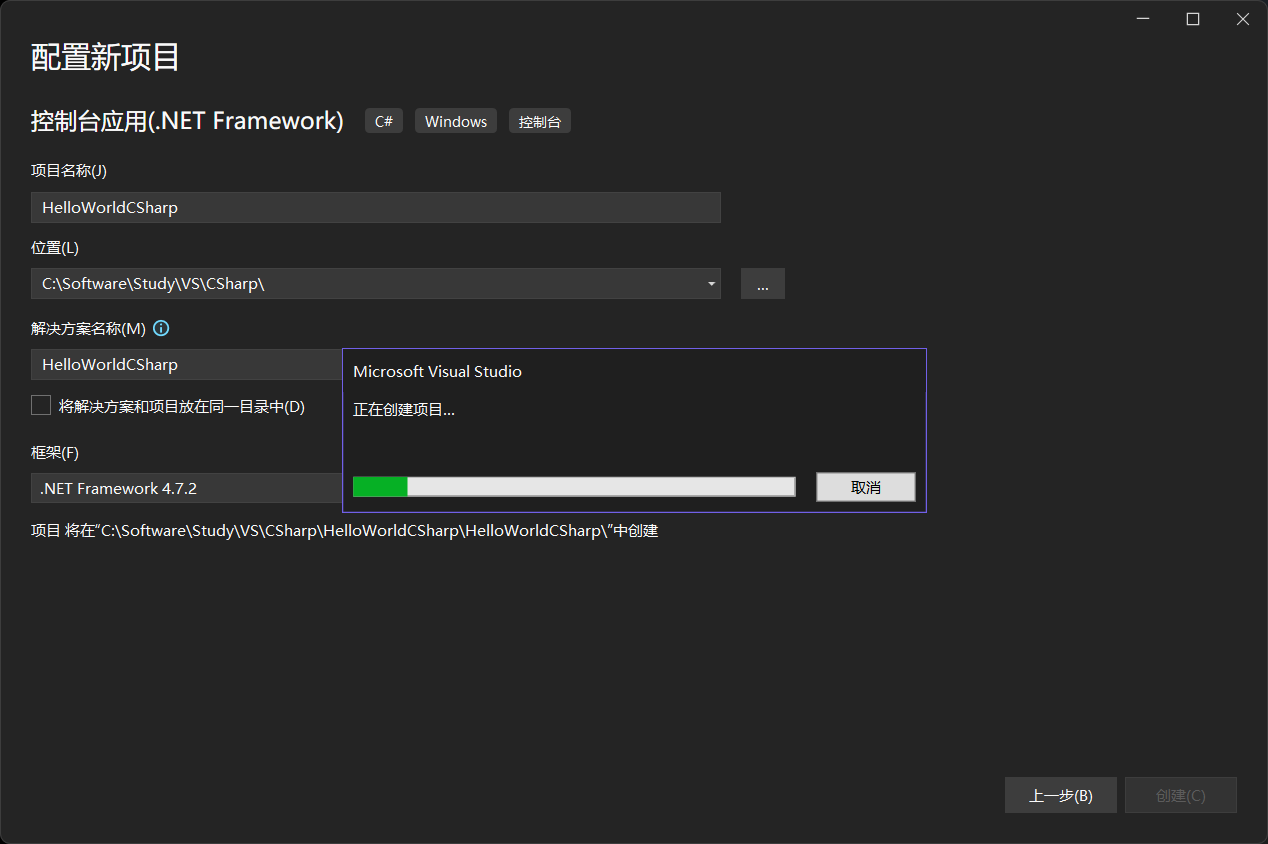 配置新项目
控制台应用(.NET Framework) C# Windows 控制台
项目名称(J)
HelloWorldCSharp
位置(L)
C:\Software\Study\VS\CSharp\
...
解决方案名称(M)
HelloWorldCSharp
Microsoft Visual Studio
正在创建项目...
取消
将解决方案和项目放在同一目录中(D)
框架(F)
.NET Framework 4.7.2
项目 将在“C:\Software\Study\VS\CSharp\HelloWorldCSharp\HelloWorldCSharp\”中创建
上一步(B) 创建(C)